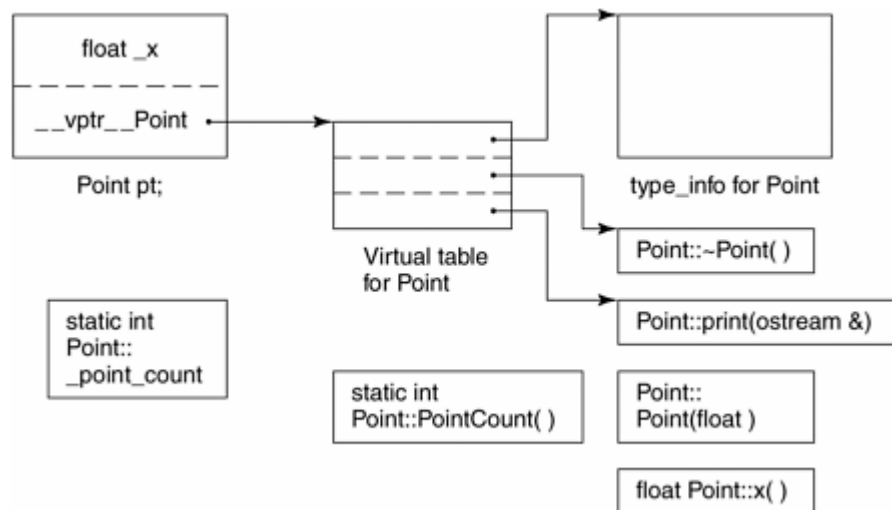 float _x
__vptr__Point
Point pt;
type_info for Point
Virtual table
for Point
Point::~Point( )
Point::print(ostream &)
static int
Point::
_point_count
static int
Point::PointCount( )
Point::
Point(float )
float Point::x( )